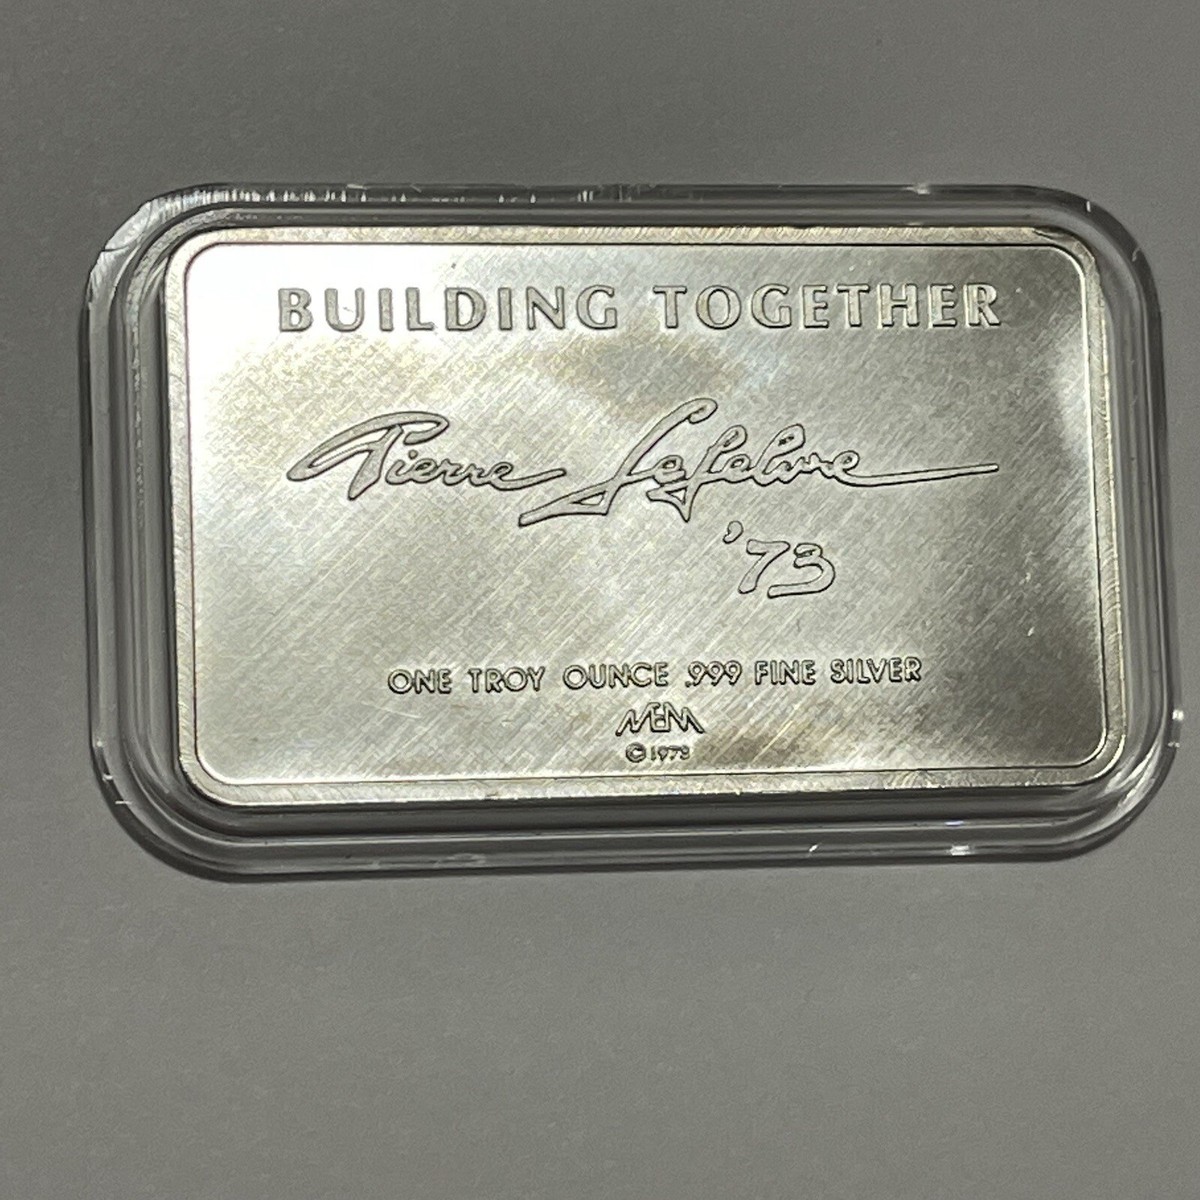 BUILDING TOGETHER
Pierre Lefebvre
'73
ONE TROY OUNCE .999 FINE SILVER
MEM
©1973